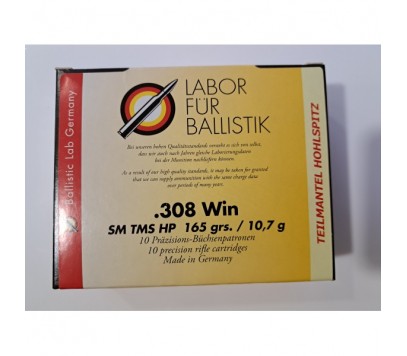 LABOR
FÜR
BALLISTIK
Bei unseren hohen Qualitätsstandards versteht es sich von selbst,
dass wir auch nach Jahren gleiche Laborierungsdaten
bei der Munition nachliefern können.
As a result of our high quality standards, it may be taken for granted
that we can supply ammunition with the same charge data
over periods of many years.
.308 Win
SM TMS HP 165 grs. / 10,7 g
10 Präzisions-Büchsenpatronen
10 precision rifle cartridges
Made in Germany
Ballistic Lab Germany
TEILMANTEL HOHLSPITZ